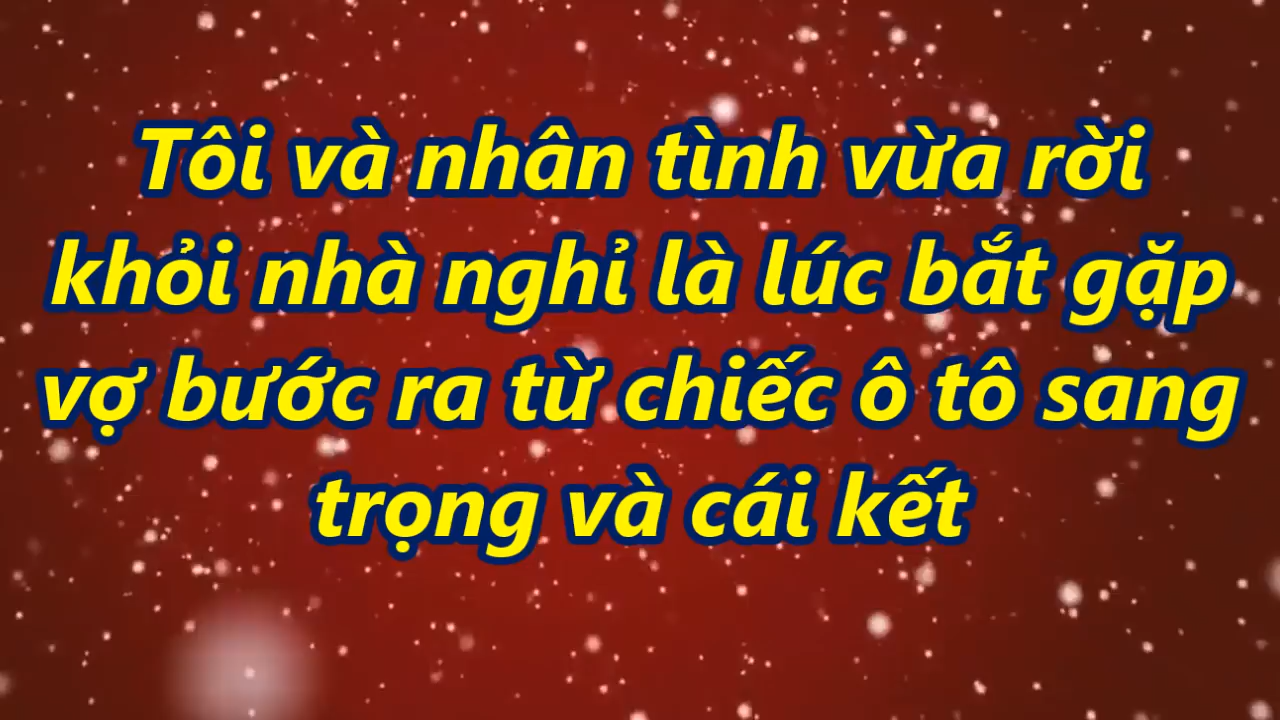 Tôi và nhân tình vừa rời
khỏi nhà nghỉ là lúc bắt gặp
vợ bước ra từ chiếc ô tô sang
trọng và cái kết